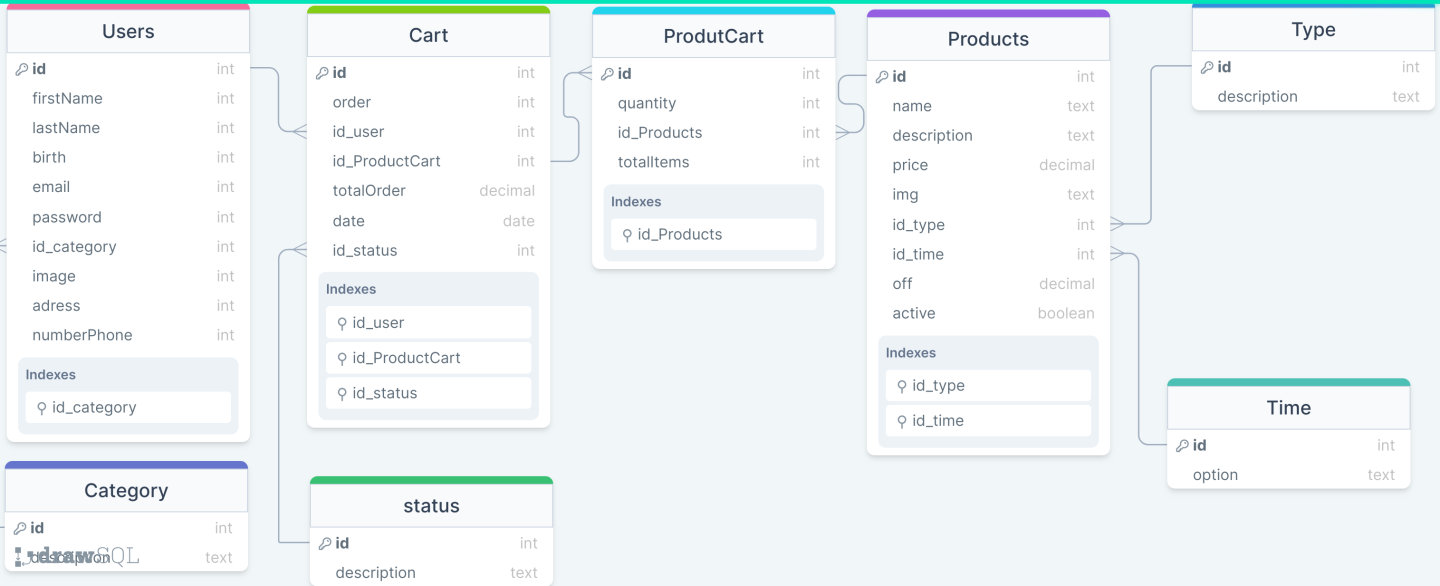 Users
id int
firstName int
lastName int
birth int
email int
password int
id_category int
image int
adress int
numberPhone int
Indexes
id_category
Category
id int
description text
drawSQL
Cart
id int
order int
id_user int
id_ProductCart int
totalOrder decimal
date date
id_status int
Indexes
id_user
id_ProductCart
id_status
status
id int
description text
ProdutCart
id int
quantity int
id_Products int
totalItems int
Indexes
id_Products
Products
id int
name text
description text
price decimal
img text
id_type int
id_time int
off decimal
active boolean
Indexes
id_type
id_time
Type
id int
description text
Time
id int
option text